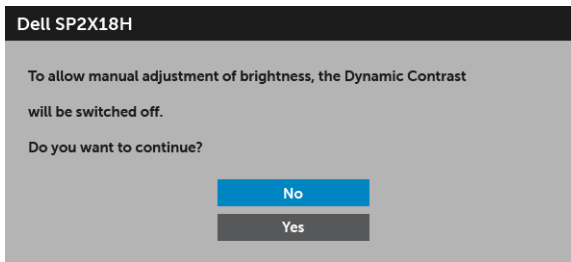 Dell SP2X18H
To allow manual adjustment of brightness, the Dynamic Contrast
will be switched off.
Do you want to continue?
No
Yes